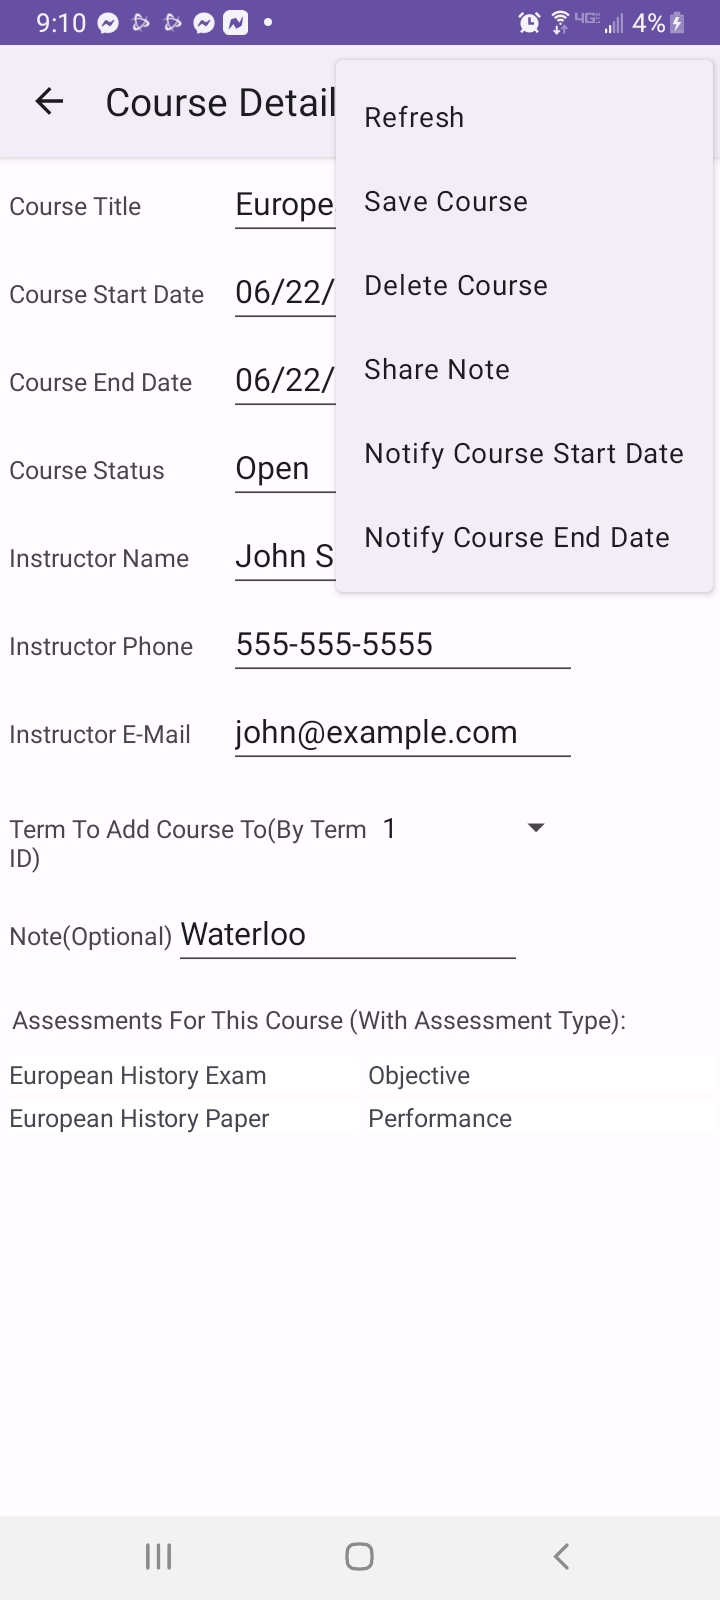 9:10
4G
4%
Course Detail
Refresh
Save Course
Delete Course
Share Note
Notify Course Start Date
Notify Course End Date
Course Title Europe
Course Start Date 06/22/
Course End Date 06/22/
Course Status Open
Instructor Name John S
Instructor Phone 555-555-5555
Instructor E-Mail john@example.com
Term To Add Course To(By Term 1
ID)
Note(Optional) Waterloo
Assessments For This Course (With Assessment Type):
European History Exam Objective
European History Paper Performance